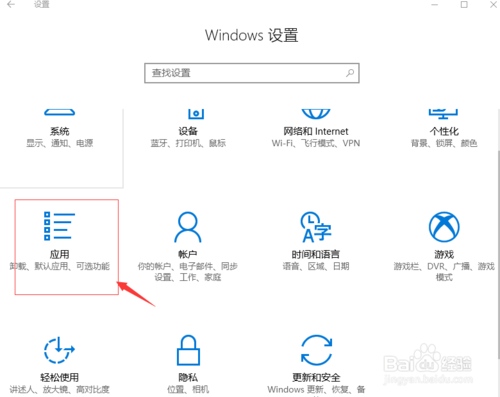 设置
Windows 设置
查找设置
系统
显示、通知、电源
设备
蓝牙、打印机、鼠标
网络和 Internet
Wi-Fi、飞行模式、VPN
个性化
背景、锁屏、颜色
应用
卸载、默认应用、可选功能
帐户
你的帐户、电子邮件、同步
设置、工作、家庭
时间和语言
语音、区域、日期
游戏
游戏栏、DVR、广播、游戏
模式
轻松使用
讲述人、放大镜、高对比度
隐私
位置、相机
更新和安全
Windows 更新、恢复、备
Baidu 经验
jingyan.baidu.com